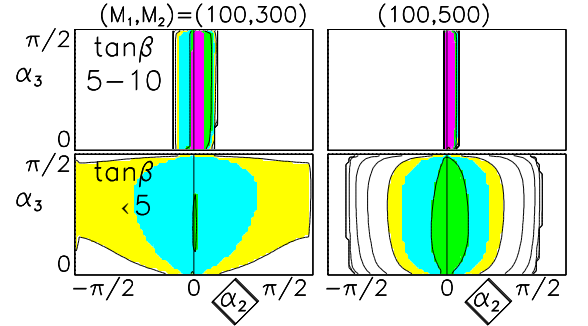 (M₁,M₂)=(100,300) (100,500)
π/2
tanβ
α₃ 5−10
0
π/2
tanβ
α₃ <5
0
−π/2 0 α₂ π/2 −π/2 0 α₂ π/2